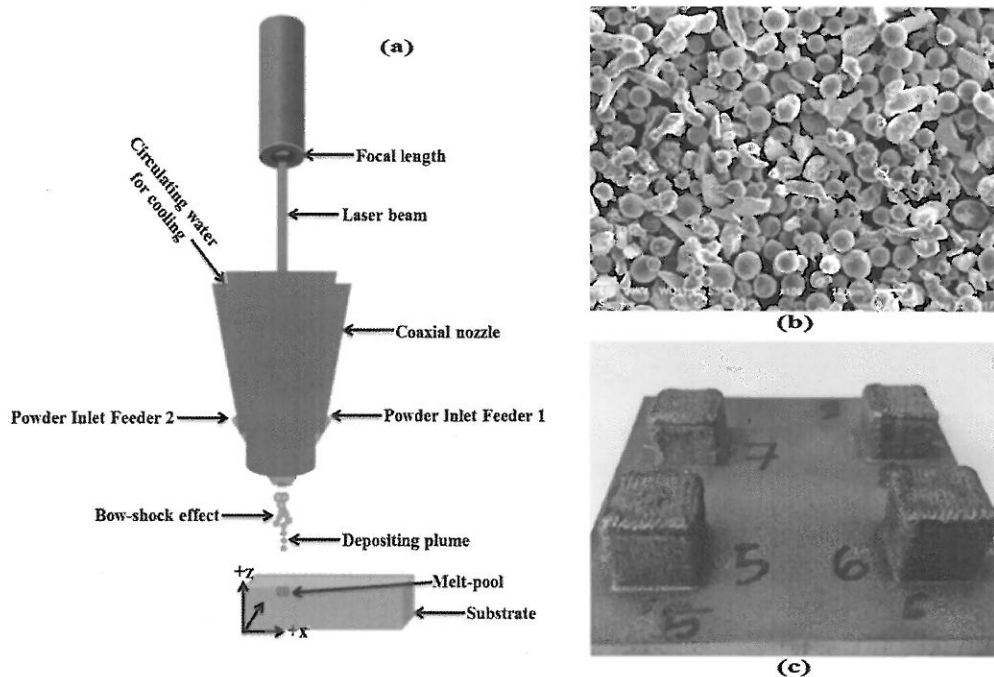 (a)
Focal length
Circulating water
for cooling
Laser beam
Coaxial nozzle
Powder Inlet Feeder 2
Powder Inlet Feeder 1
Bow-shock effect
Depositing plume
+z
Melt-pool
Substrate
+x
(b)
7
5
6
5
(c)